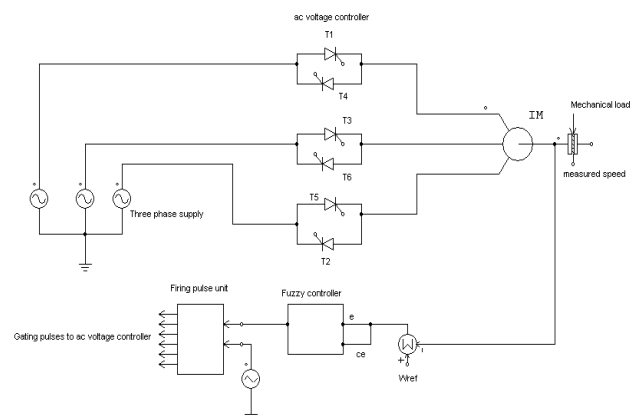 ac voltage controller
T1
T4
T3
T6
T5
T2
IM
Mechanical load
measured speed
Three phase supply
Firing pulse unit
Fuzzy controller
Gating pulses to ac voltage controller
e
ce
+
Wref